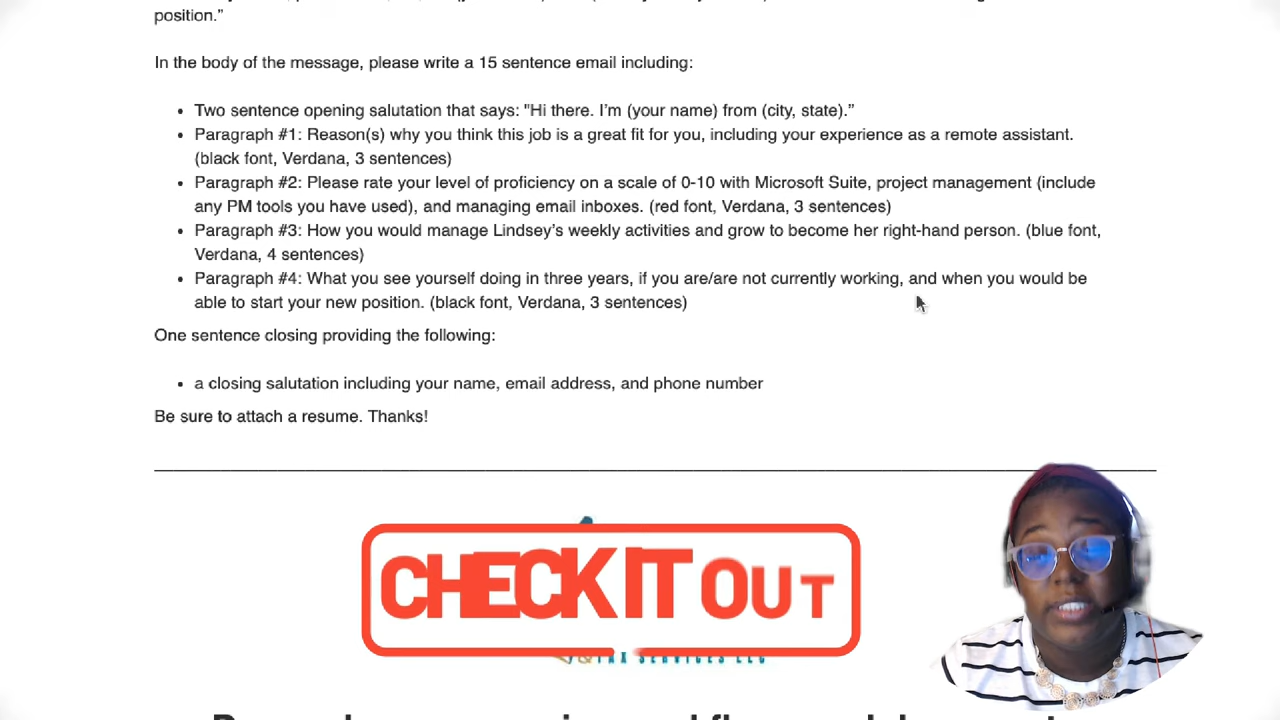 position.”
In the body of the message, please write a 15 sentence email including:
• Two sentence opening salutation that says: "Hi there. I’m (your name) from (city, state).”
• Paragraph #1: Reason(s) why you think this job is a great fit for you, including your experience as a remote assistant.
(black font, Verdana, 3 sentences)
• Paragraph #2: Please rate your level of proficiency on a scale of 0-10 with Microsoft Suite, project management (include
any PM tools you have used), and managing email inboxes. (red font, Verdana, 3 sentences)
• Paragraph #3: How you would manage Lindsey’s weekly activities and grow to become her right-hand person. (blue font,
Verdana, 4 sentences)
• Paragraph #4: What you see yourself doing in three years, if you are/are not currently working, and when you would be
able to start your new position. (black font, Verdana, 3 sentences)
One sentence closing providing the following:
• a closing salutation including your name, email address, and phone number
Be sure to attach a resume. Thanks!
CHECK IT OUT
& TAX SERVICES LLC